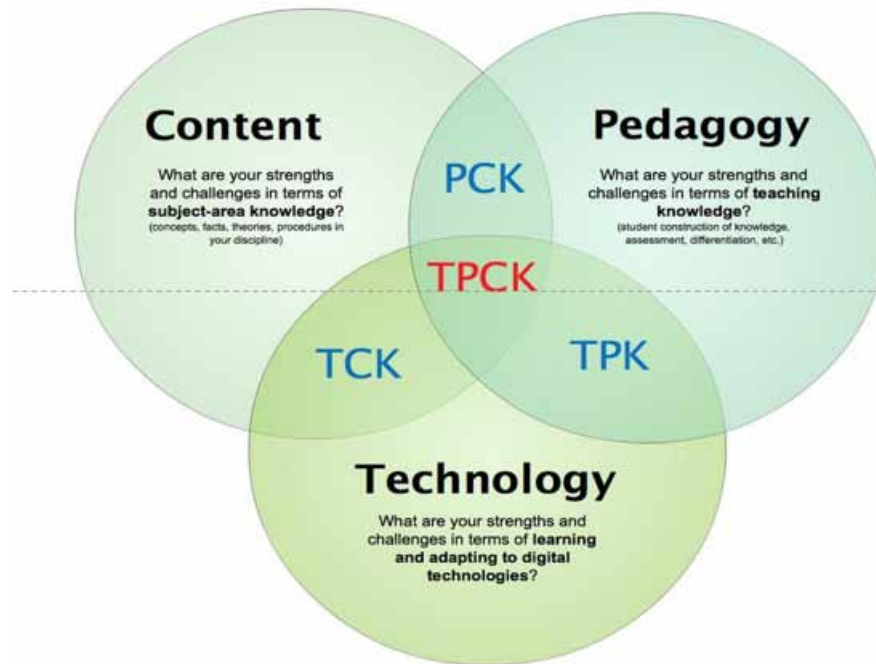 Content
What are your strengths
and challenges in terms of
subject-area knowledge?
(concepts, facts, theories, procedures in
your discipline)
PCK
Pedagogy
What are your strengths and
challenges in terms of teaching
knowledge?
(student construction of knowledge,
assessment, differentiation, etc.)
TPCK
TCK
TPK
Technology
What are your strengths and
challenges in terms of learning
and adapting to digital
technologies?